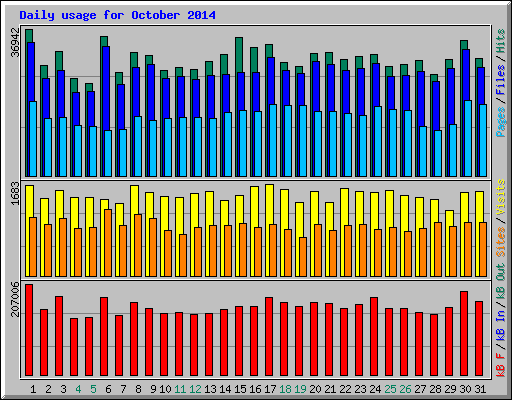 Daily usage for October 2014
36942
Pages / Files / Hits
1683
Sites / Visits
207006
kB F / kB In / kB Out
1 2 3 4 5 6 7 8 9 10 11 12 13 14 15 16 17 18 19 20 21 22 23 24 25 26 27 28 29 30 31